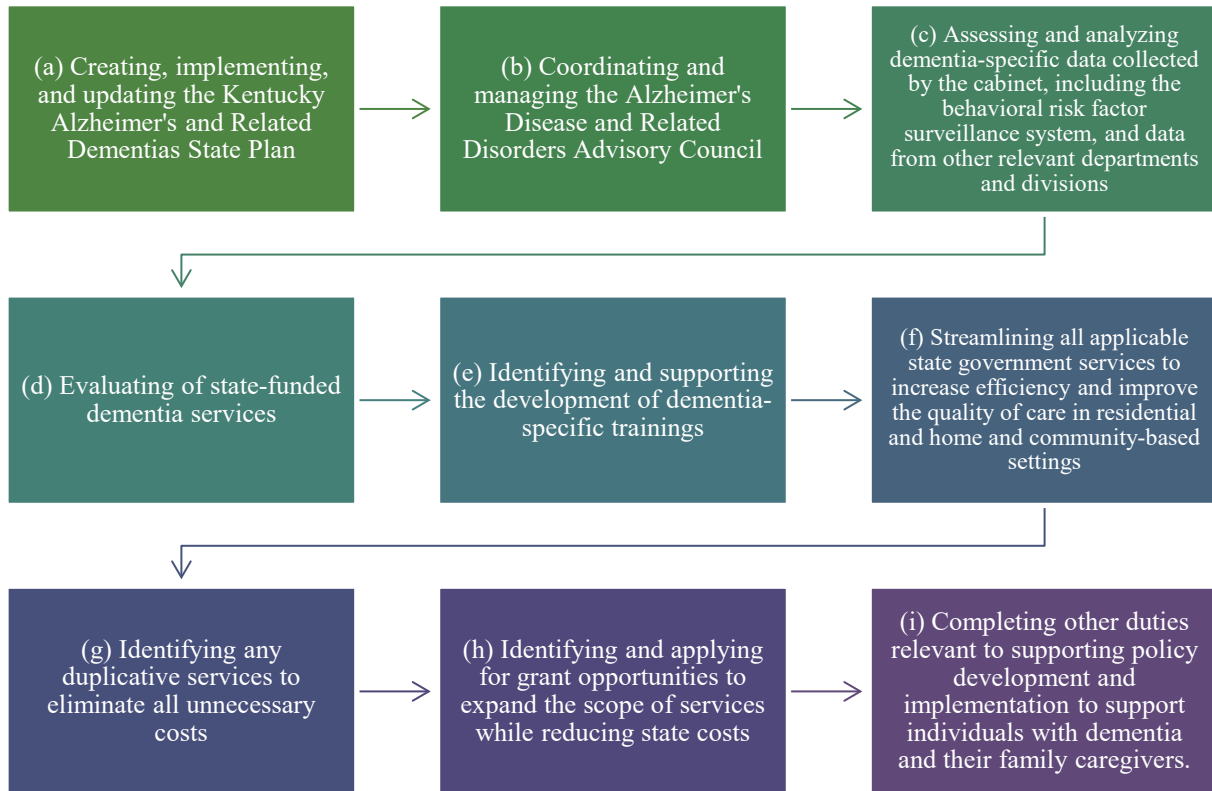 (a) Creating, implementing,
and updating the Kentucky
Alzheimer's and Related
Dementias State Plan
(b) Coordinating and
managing the Alzheimer's
Disease and Related
Disorders Advisory Council
(c) Assessing and analyzing
dementia-specific data collected
by the cabinet, including the
behavioral risk factor
surveillance system, and data
from other relevant departments
and divisions
(d) Evaluating of state-funded
dementia services
(e) Identifying and supporting
the development of dementia-
specific trainings
(f) Streamlining all applicable
state government services to
increase efficiency and improve
the quality of care in residential
and home and community-based
settings
(g) Identifying any
duplicative services to
eliminate all unnecessary
costs
(h) Identifying and applying
for grant opportunities to
expand the scope of services
while reducing state costs
(i) Completing other duties
relevant to supporting policy
development and
implementation to support
individuals with dementia
and their family caregivers.